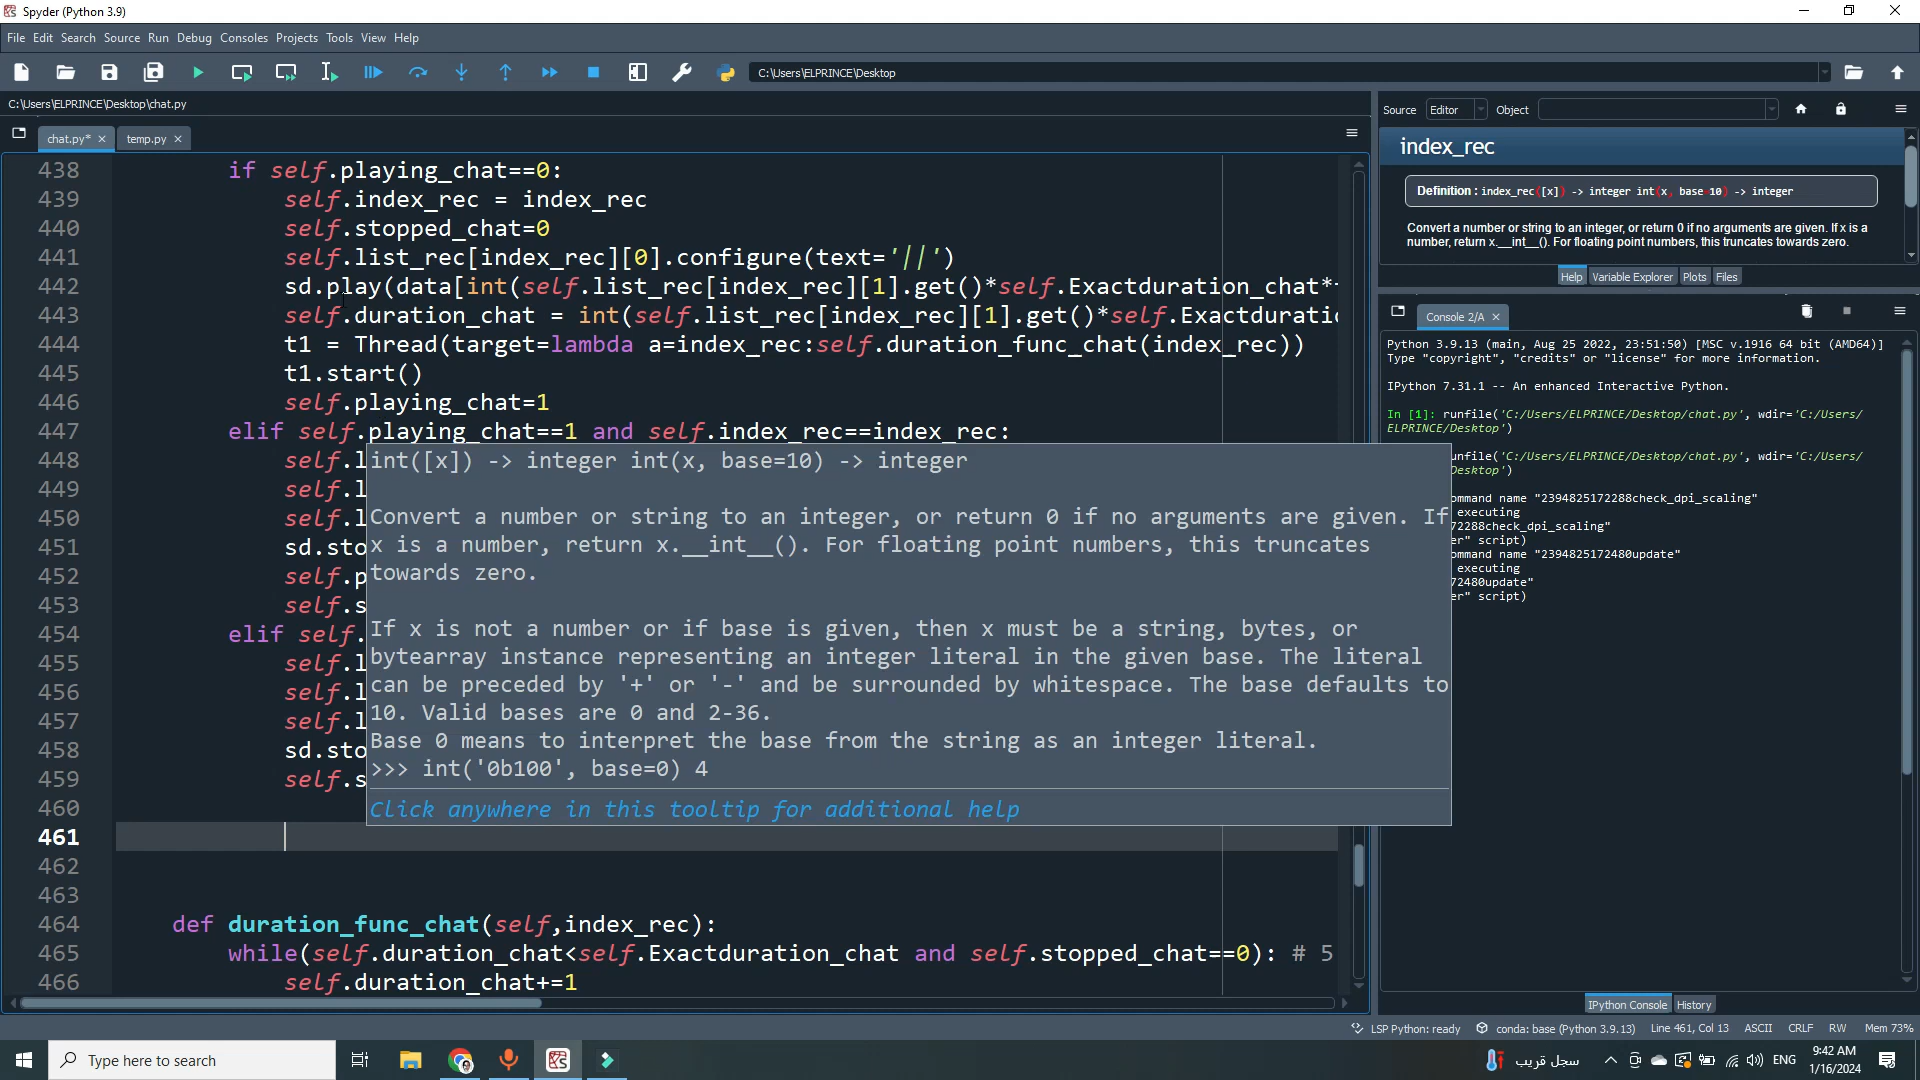 Spyder (Python 3.9)
File Edit Search Source Run Debug Consoles Projects Tools View Help
C:\Users\ELPRINCE\Desktop
C:\Users\ELPRINCE\Desktop\chat.py
chat.py*
temp.py
438 if self.playing_chat==0:
439 self.index_rec = index_rec
440 self.stopped_chat=0
441 self.list_rec[index_rec][0].configure(text='||')
442 sd.play(data[int(self.list_rec[index_rec][1].get()*self.Exactduration_chat*
443 self.duration_chat = int(self.list_rec[index_rec][1].get()*self.Exactduratio
444 t1 = Thread(target=lambda a=index_rec:self.duration_func_chat(index_rec))
445 t1.start()
446 self.playing_chat=1
447 elif self.playing_chat==1 and self.index_rec==index_rec:
448 self.l
449 self.l
450 self.l
451 sd.sto
452 self.p
453 self.s
454 elif self.
455 self.l
456 self.l
457 self.l
458 sd.sto
459 self.s
460
461
462
463
464 def duration_func_chat(self,index_rec):
465 while(self.duration_chat<self.Exactduration_chat and self.stopped_chat==0): # 5
466 self.duration_chat+=1
int([x]) -> integer int(x, base=10) -> integer
Convert a number or string to an integer, or return 0 if no arguments are given. If
x is a number, return x.__int__(). For floating point numbers, this truncates
towards zero.
If x is not a number or if base is given, then x must be a string, bytes, or
bytearray instance representing an integer literal in the given base. The literal
can be preceded by '+' or '-' and be surrounded by whitespace. The base defaults to
10. Valid bases are 0 and 2-36.
Base 0 means to interpret the base from the string as an integer literal.
>>> int('0b100', base=0) 4
Click anywhere in this tooltip for additional help
Source Editor Object
index_rec
Definition : index_rec([x]) -> integer int(x, base=10) -> integer
Convert a number or string to an integer, or return 0 if no arguments are given. If x is a
number, return x.__int__(). For floating point numbers, this truncates towards zero.
Help Variable Explorer Plots Files
Console 2/A
Python 3.9.13 (main, Aug 25 2022, 23:51:50) [MSC v.1916 64 bit (AMD64)]
Type "copyright", "credits" or "license" for more information.
IPython 7.31.1 -- An enhanced Interactive Python.
In [1]: runfile('C:/Users/ELPRINCE/Desktop/chat.py', wdir='C:/Users/
ELPRINCE/Desktop')
unfile('C:/Users/ELPRINCE/Desktop/chat.py', wdir='C:/Users/
Desktop')
ommand name "2394825172288check_dpi_scaling"
executing
72288check_dpi_scaling"
er" script)
ommand name "2394825172480update"
executing
72480update"
er" script)
IPython Console History
LSP Python: ready conda: base (Python 3.9.13) Line 461, Col 13 ASCII CRLF RW Mem 73%
Type here to search
سجل قريب
ENG
9:42 AM
1/16/2024